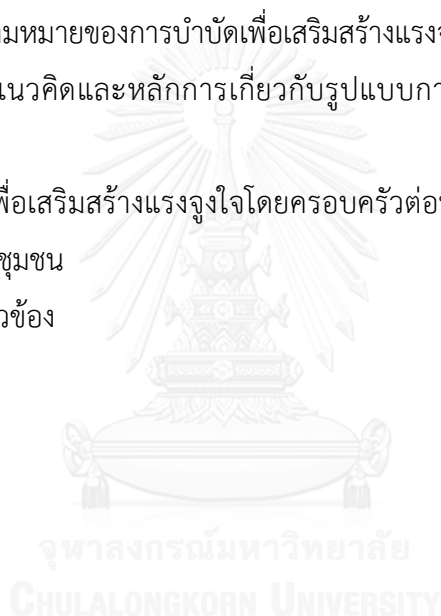 มหมายของการบำบัดเพื่อเสริมสร้างแรง
แนวคิดและหลักการเกี่ยวกับรูปแบบ
พื่อเสริมสร้างแรงจูงใจโดยครอบครัวต่อ
ชุมชน
วข้อง
จุฬาลงกรณ์มหาวิทยาลัย
CHULALONGKORN UNIVERSITY